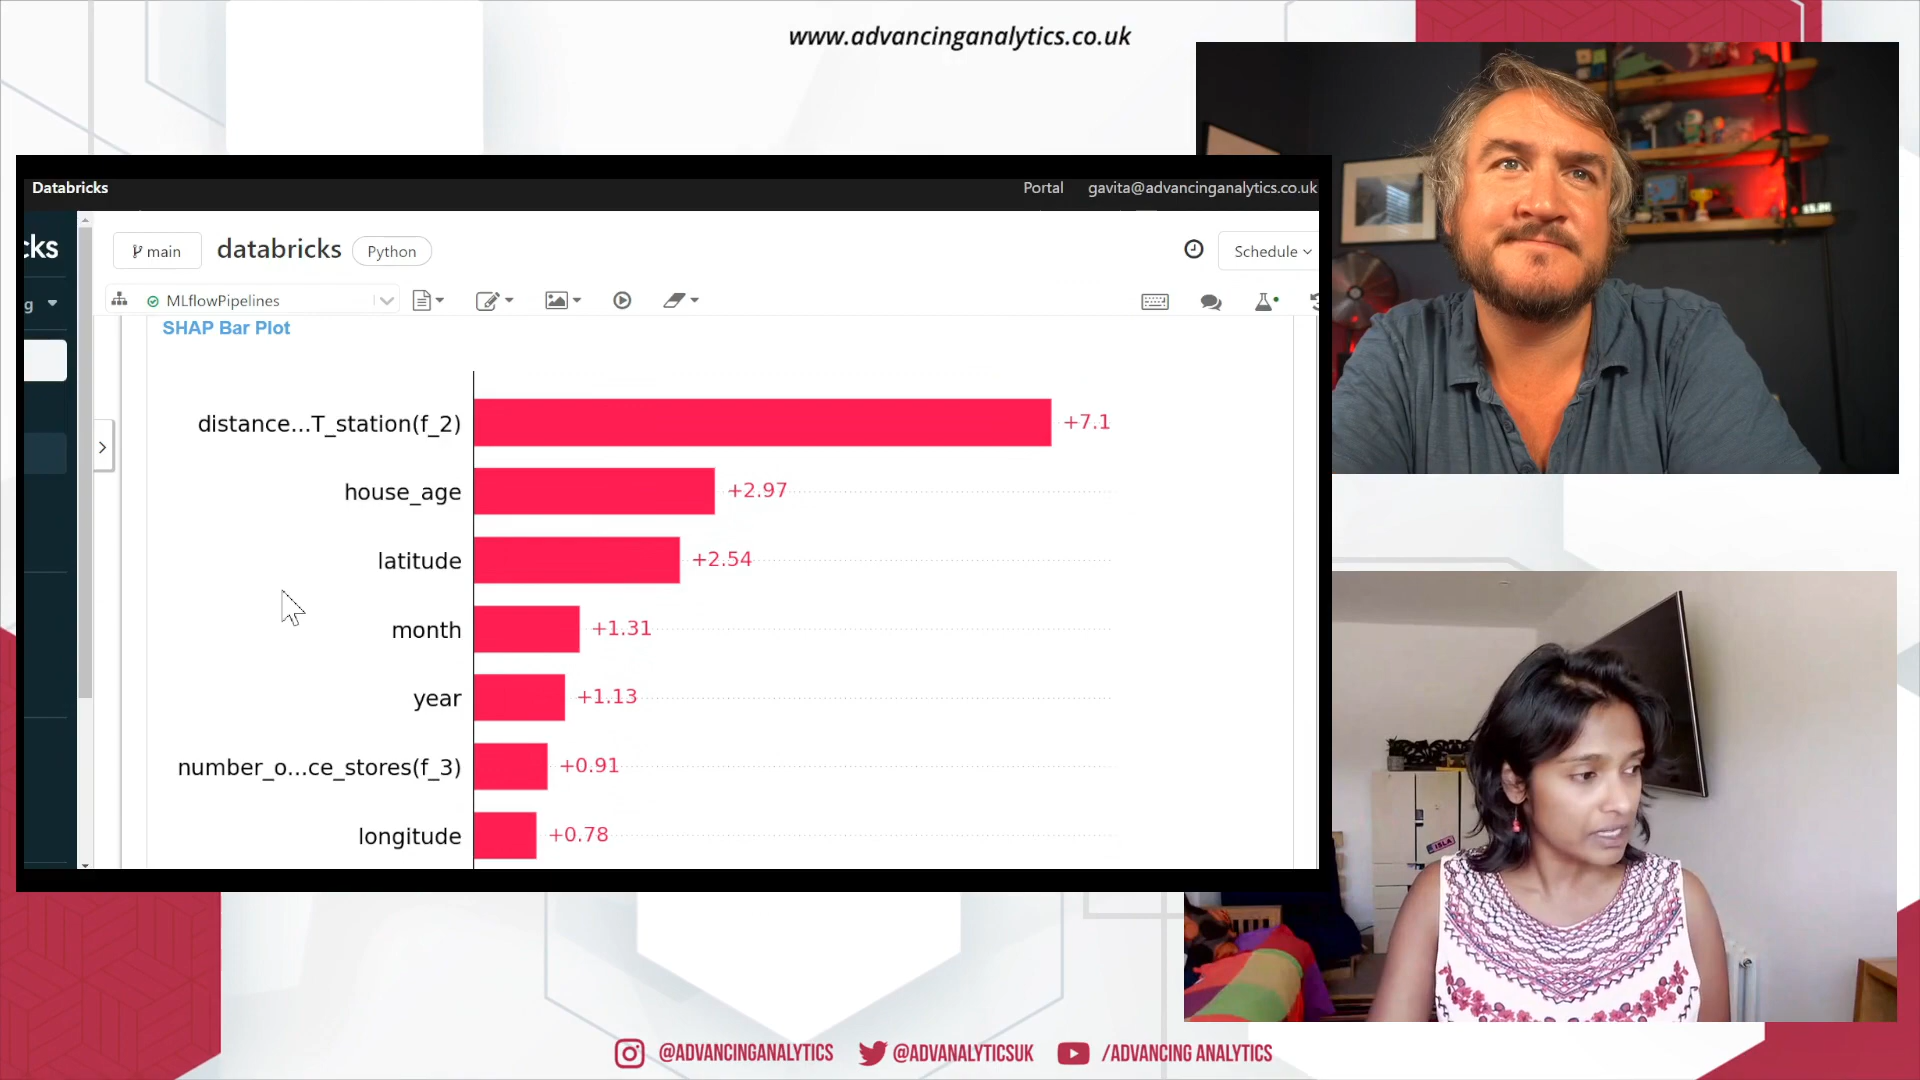 www.advancinganalytics.co.uk
Databricks
Portal
gavita@advancinganalytics.co.uk
cks
main
databricks
Python
Schedule
g
MLflowPipelines
SHAP Bar Plot
distance...T_station(f_2)
+7.1
house_age
+2.97
latitude
+2.54
month
+1.31
year
+1.13
number_o...ce_stores(f_3)
+0.91
longitude
+0.78
ISLA
@ADVANCINGANALYTICS
@ADVANALYTICSUK
/ADVANCING ANALYTICS